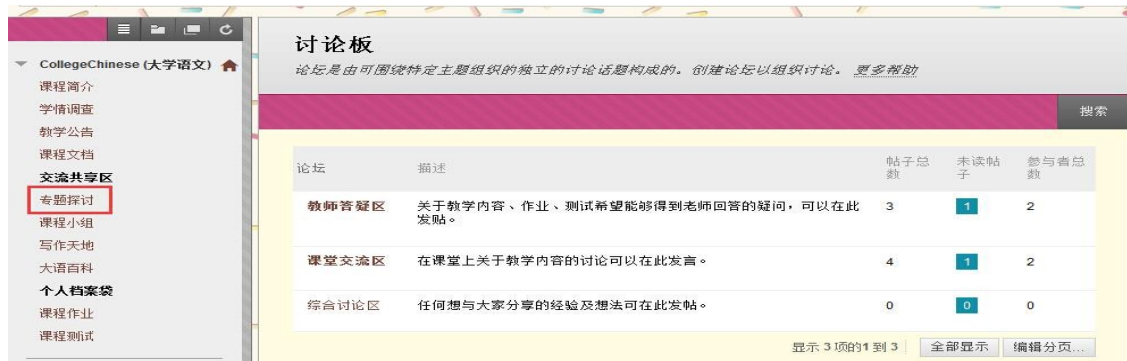 CollegeChinese (大学语文)
课程简介
学情调查
教学公告
课程文档
交流共享区
专题探讨
课程小组
写作天地
大语百科
个人档案袋
课程作业
课程测试
讨论板
论坛是由可围绕特定主题组织的独立的讨论话题构成的。创建论坛以组织讨论。 更多帮助
搜索
论坛 描述 帖子总数 未读帖子 参与者总数
教师答疑区 关于教学内容、作业、测试希望能够得到老师回答的疑问，可以在此 3 1 2
发贴。
课堂交流区 在课堂上关于教学内容的讨论可以在此发言。 4 1 2
综合讨论区 任何想与大家分享的经验及想法可在此发帖。 0 0 0
显示 3 项的1 到 3 全部显示 编辑分页...